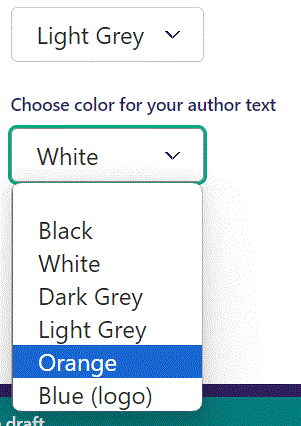 Light Grey
Choose color for your author text
White
Black
White
Dark Grey
Light Grey
Orange
Blue (logo)
draft